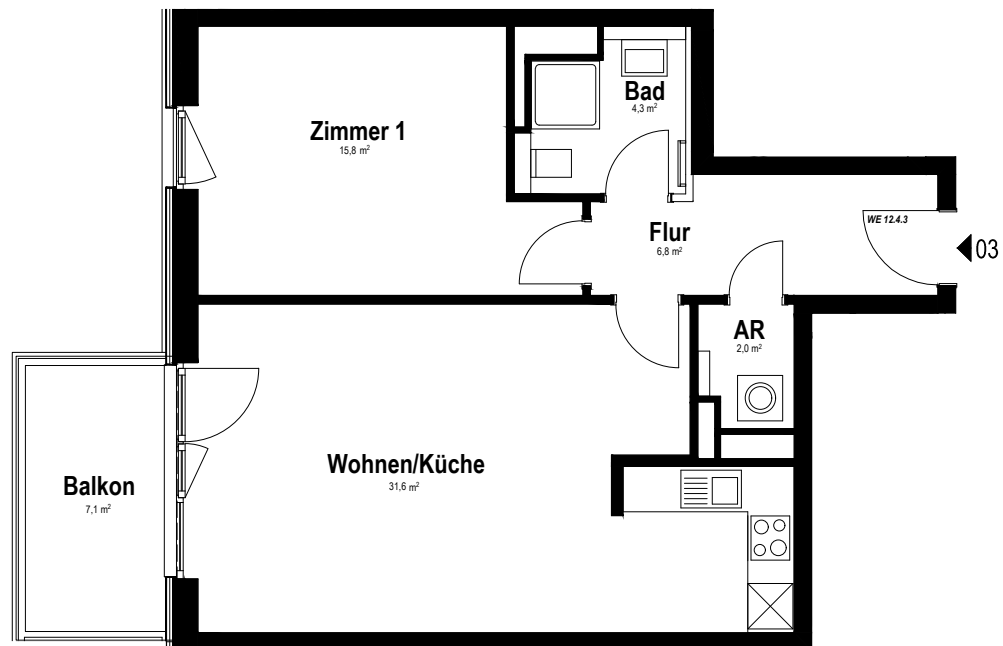 Bad
4,3 m²
Zimmer 1
15,8 m²
WE 12.4.3
Flur
6,8 m²
03
AR
2,0 m²
Wohnen/Küche
31,6 m²
Balkon
7,1 m²